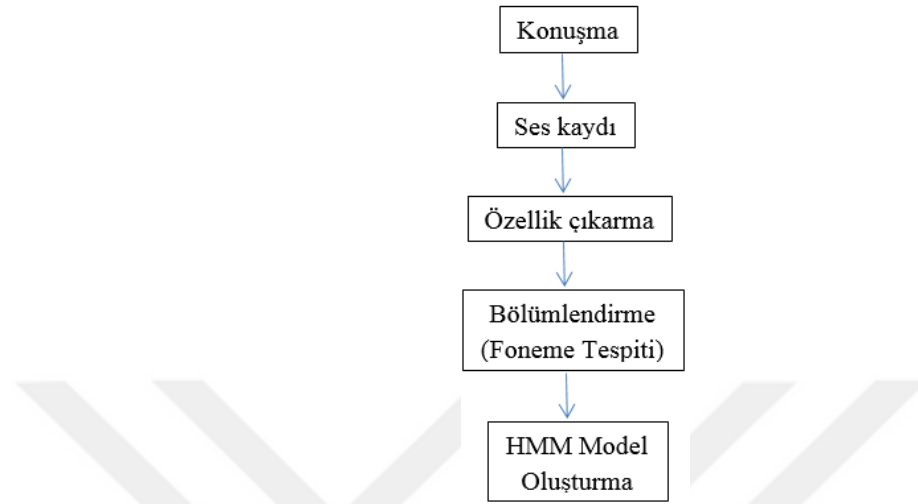 Konuşma
Ses kaydı
Özellik çıkarma
Bölümlendirme
(Foneme Tespiti)
HMM Model
Oluşturma